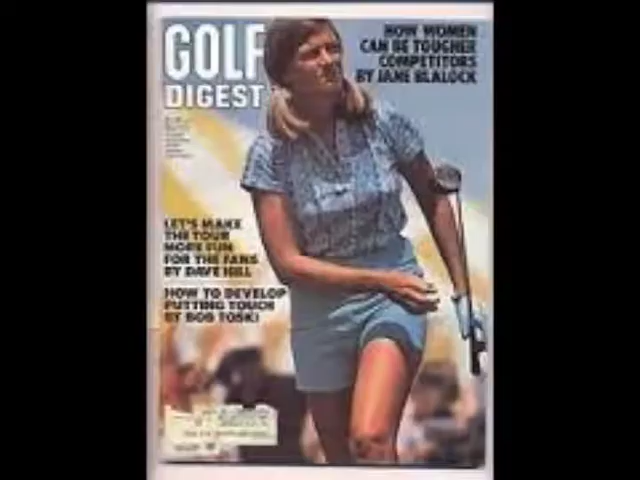 GOLF
DIGEST
HOW WOMEN
CAN BE TOUGHER
COMPETITORS
BY JANE BLALOCK
LET'S MAKE
THE TOUR
MORE FUN
FOR THE FANS
BY DAVE HILL
HOW TO DEVELOP
PUTTING TOUCH
BY BOB TOSKI